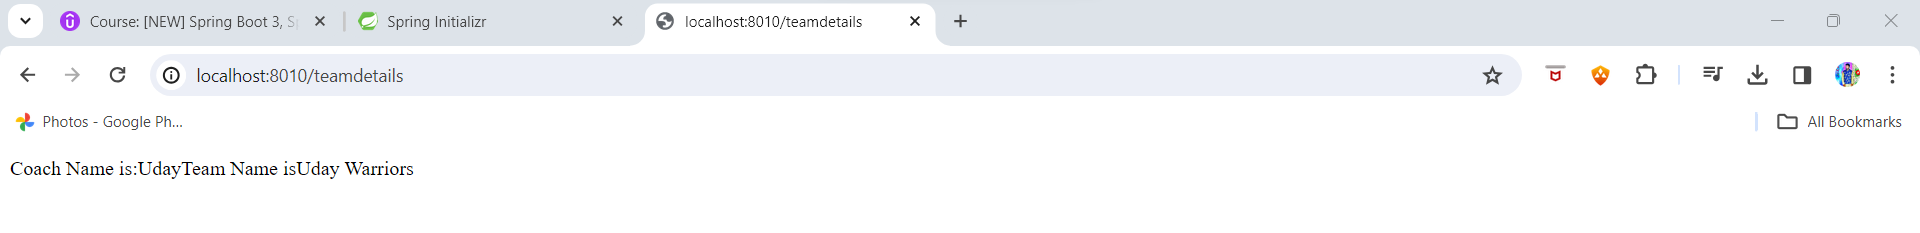 Course: [NEW] Spring Boot 3, Sp
Spring Initializr
localhost:8010/teamdetails
localhost:8010/teamdetails
Photos - Google Ph...
All Bookmarks
Coach Name is:UdayTeam Name isUday Warriors